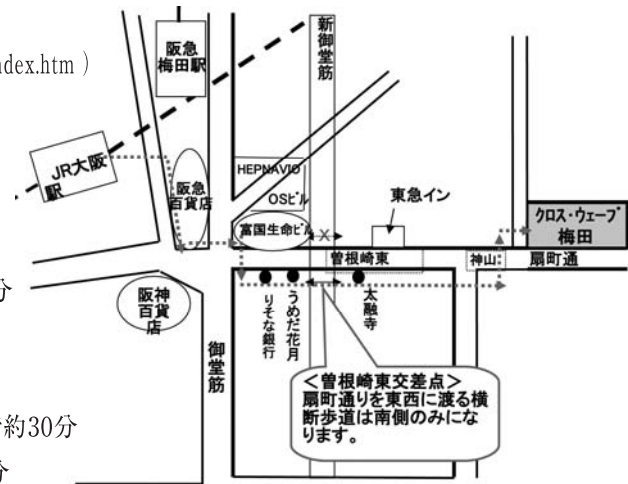 ndex.htm)
阪急
梅田駅
新御堂筋
JR大阪
駅
阪急
百貨店
HEPNAVIO
OSビル
富国生命ビル
東急イン
クロス・ウェーブ
梅田
曽根崎東
神山
扇町通
阪神
百貨
店
御堂筋
りそな銀行
うめだ花月
太融寺
<曽根崎東交差点>
扇町通りを東西に渡る横
断歩道は南側のみにな
ります。
分
約30分
分